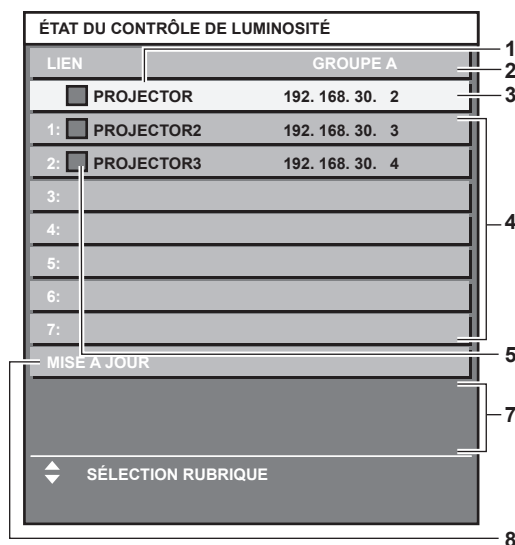 ÉTAT DU CONTRÔLE DE LUMINOSITÉ
LIEN GROUPE A
PROJECTOR 192. 168. 30. 2
1: PROJECTOR2 192. 168. 30. 3
2: PROJECTOR3 192. 168. 30. 4
3:
4:
5:
6:
7:
MISE A JOUR
SÉLECTION RUBRIQUE
1
2
3
4
5
7
8